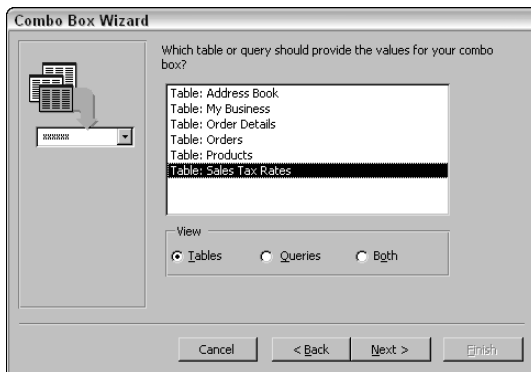 Combo Box Wizard
Which table or query should provide the values for your combo
box?
xxxxxx
Table: Address Book
Table: My Business
Table: Order Details
Table: Orders
Table: Products
Table: Sales Tax Rates
View
Tables Queries Both
Cancel < Back Next > Finish